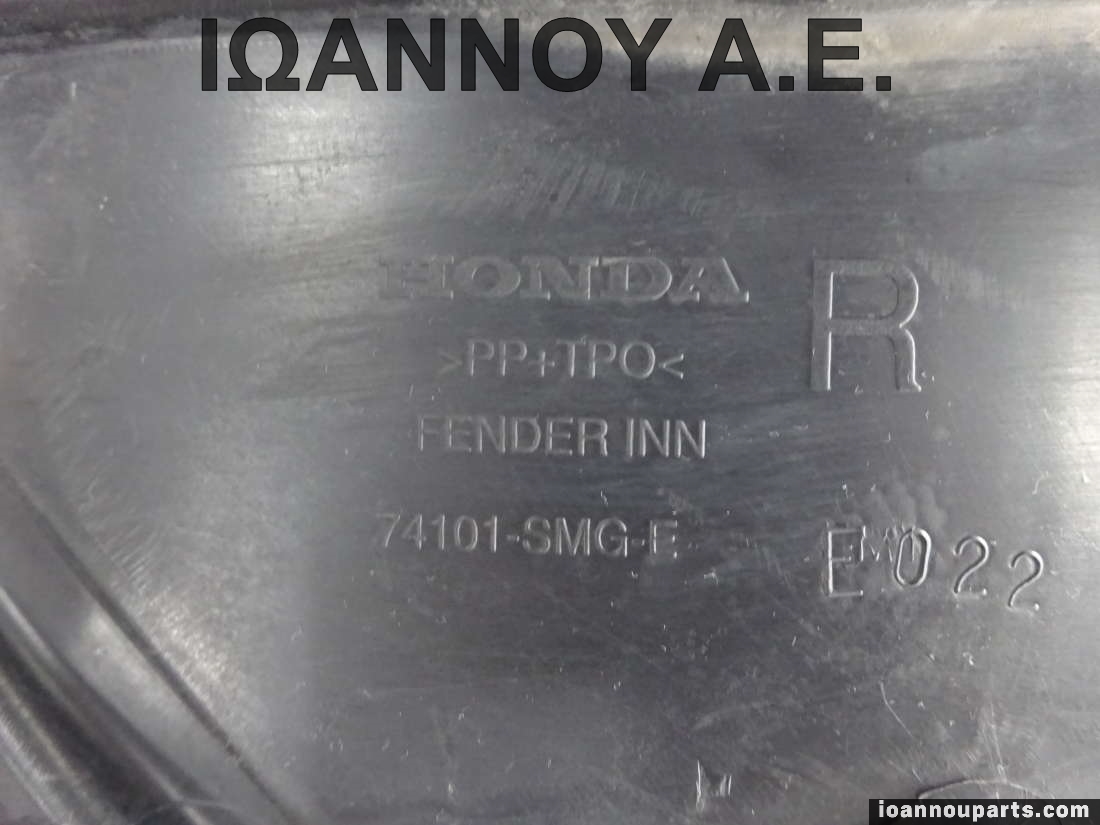 ΙΩΑΝΝΟΥ Α.Ε.
HONDA
R
>PP+TPO<
FENDER INN
74101-SMG-E
E022
ioannouparts.com